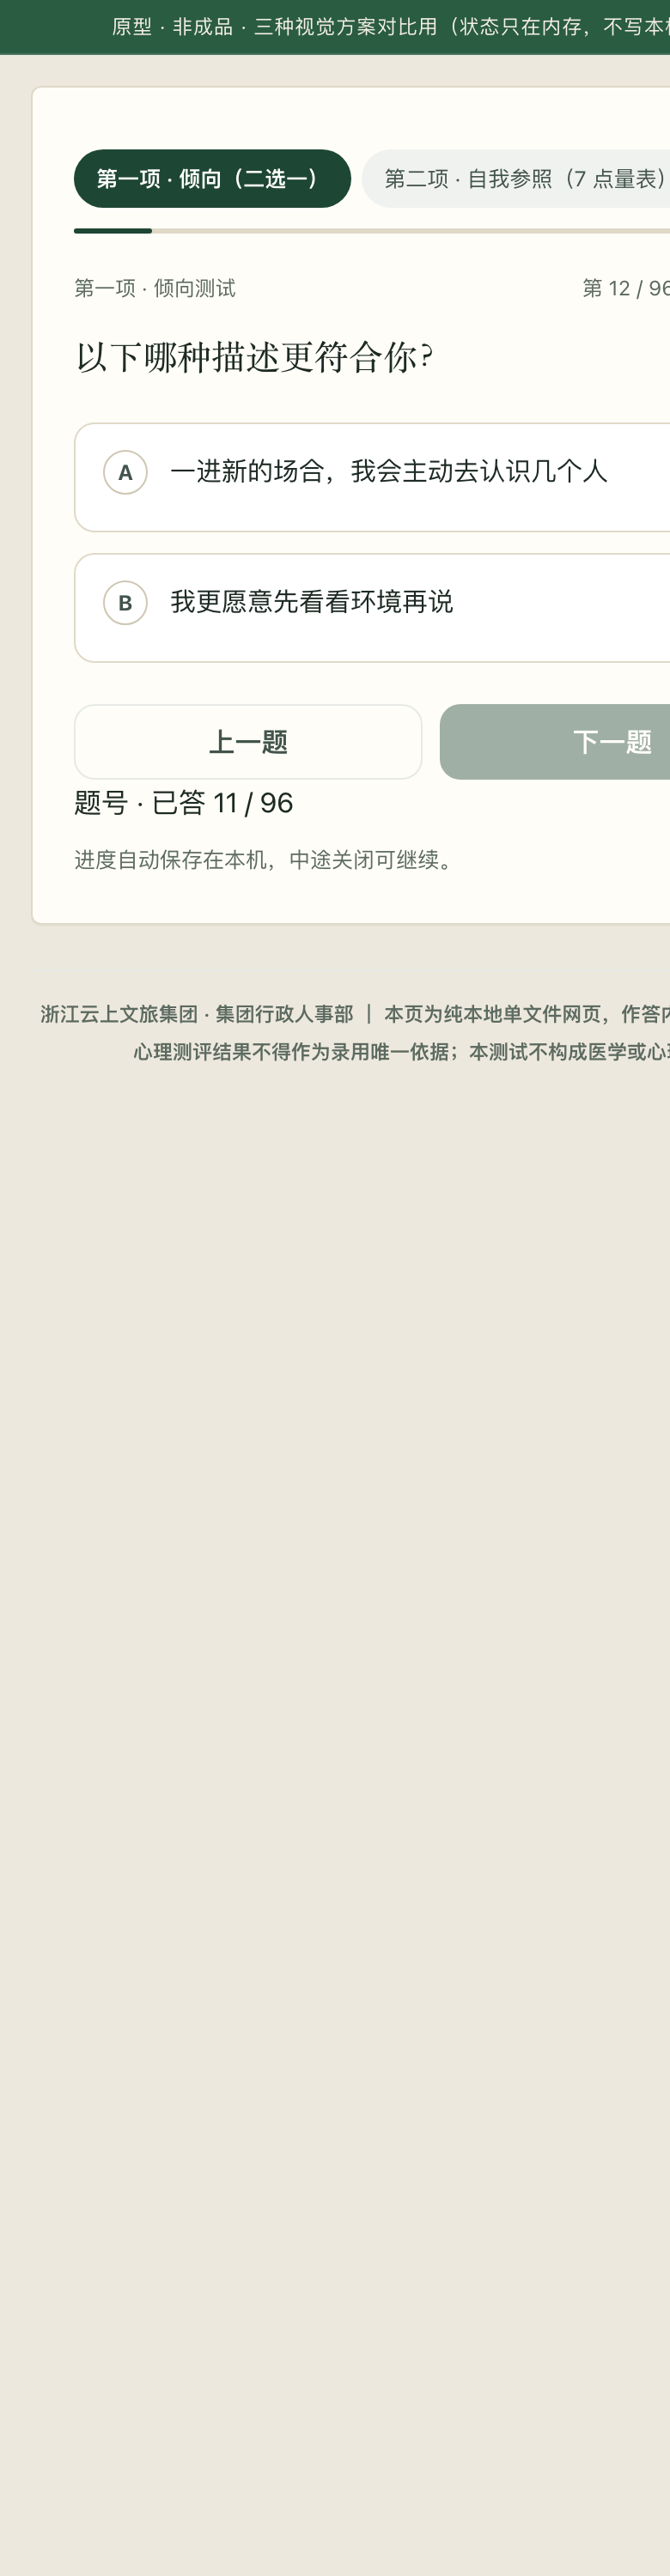 原型 · 非成品 · 三种视觉方案对比用（状态只在内存，不写本
第一项 · 倾向（二选一）
第二项 · 自我参照（7 点量表）
第一项 · 倾向测试
第 12 / 96
以下哪种描述更符合你？
A 一进新的场合，我会主动去认识几个人
B 我更愿意先看看环境再说
上一题
下一题
题号 · 已答 11 / 96
进度自动保存在本机，中途关闭可继续。
浙江云上文旅集团 · 集团行政人事部 ｜ 本页为纯本地单文件网页，作答
心理测评结果不得作为录用唯一依据；本测试不构成医学或心